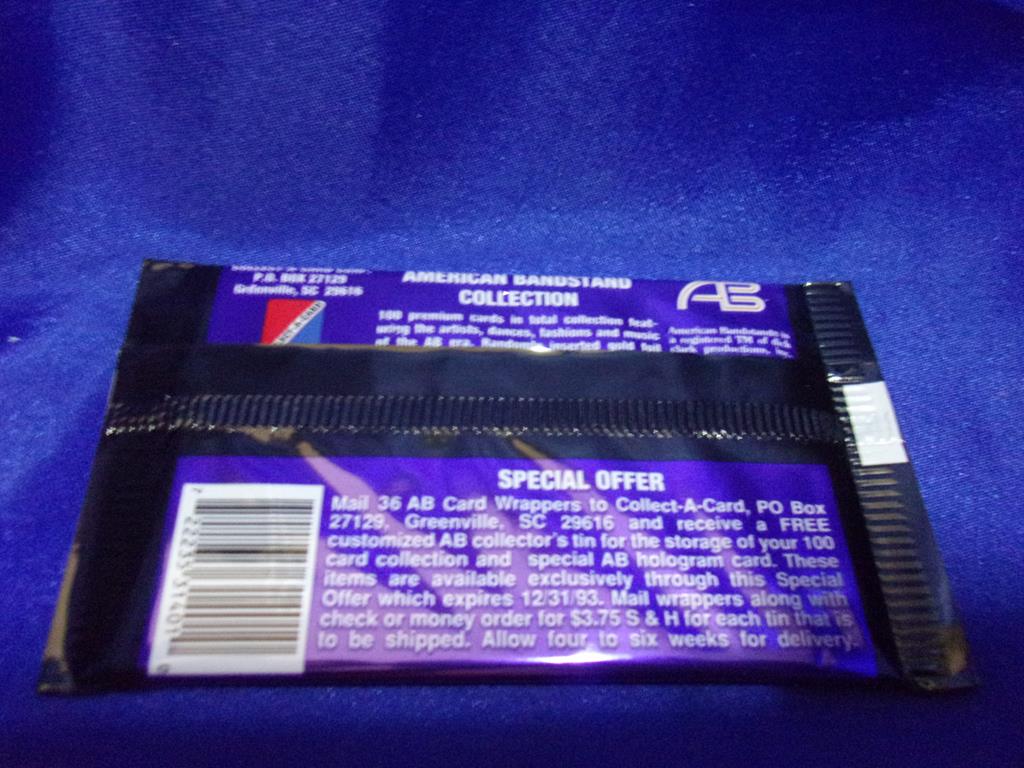 P.O. BOX 27129
Greenville, SC 29616
AMERICAN BANDSTAND
COLLECTION
100 premium cards in total collection feat-
uring the artists, dances, fashions and music
of the AB era. Randomly inserted gold foil
AB
American Bandstand is
a registered TM of dick
clark productions, inc.
SPECIAL OFFER
Mail 36 AB Card Wrappers to Collect-A-Card, PO Box
27129, Greenville, SC 29616 and receive a FREE
customized AB collector's tin for the storage of your 100
card collection and special AB hologram card. These
items are available exclusively through this Special
Offer which expires 12/31/93. Mail wrappers along with
check or money order for $3.75 S & H for each tin that is
to be shipped. Allow four to six weeks for delivery.